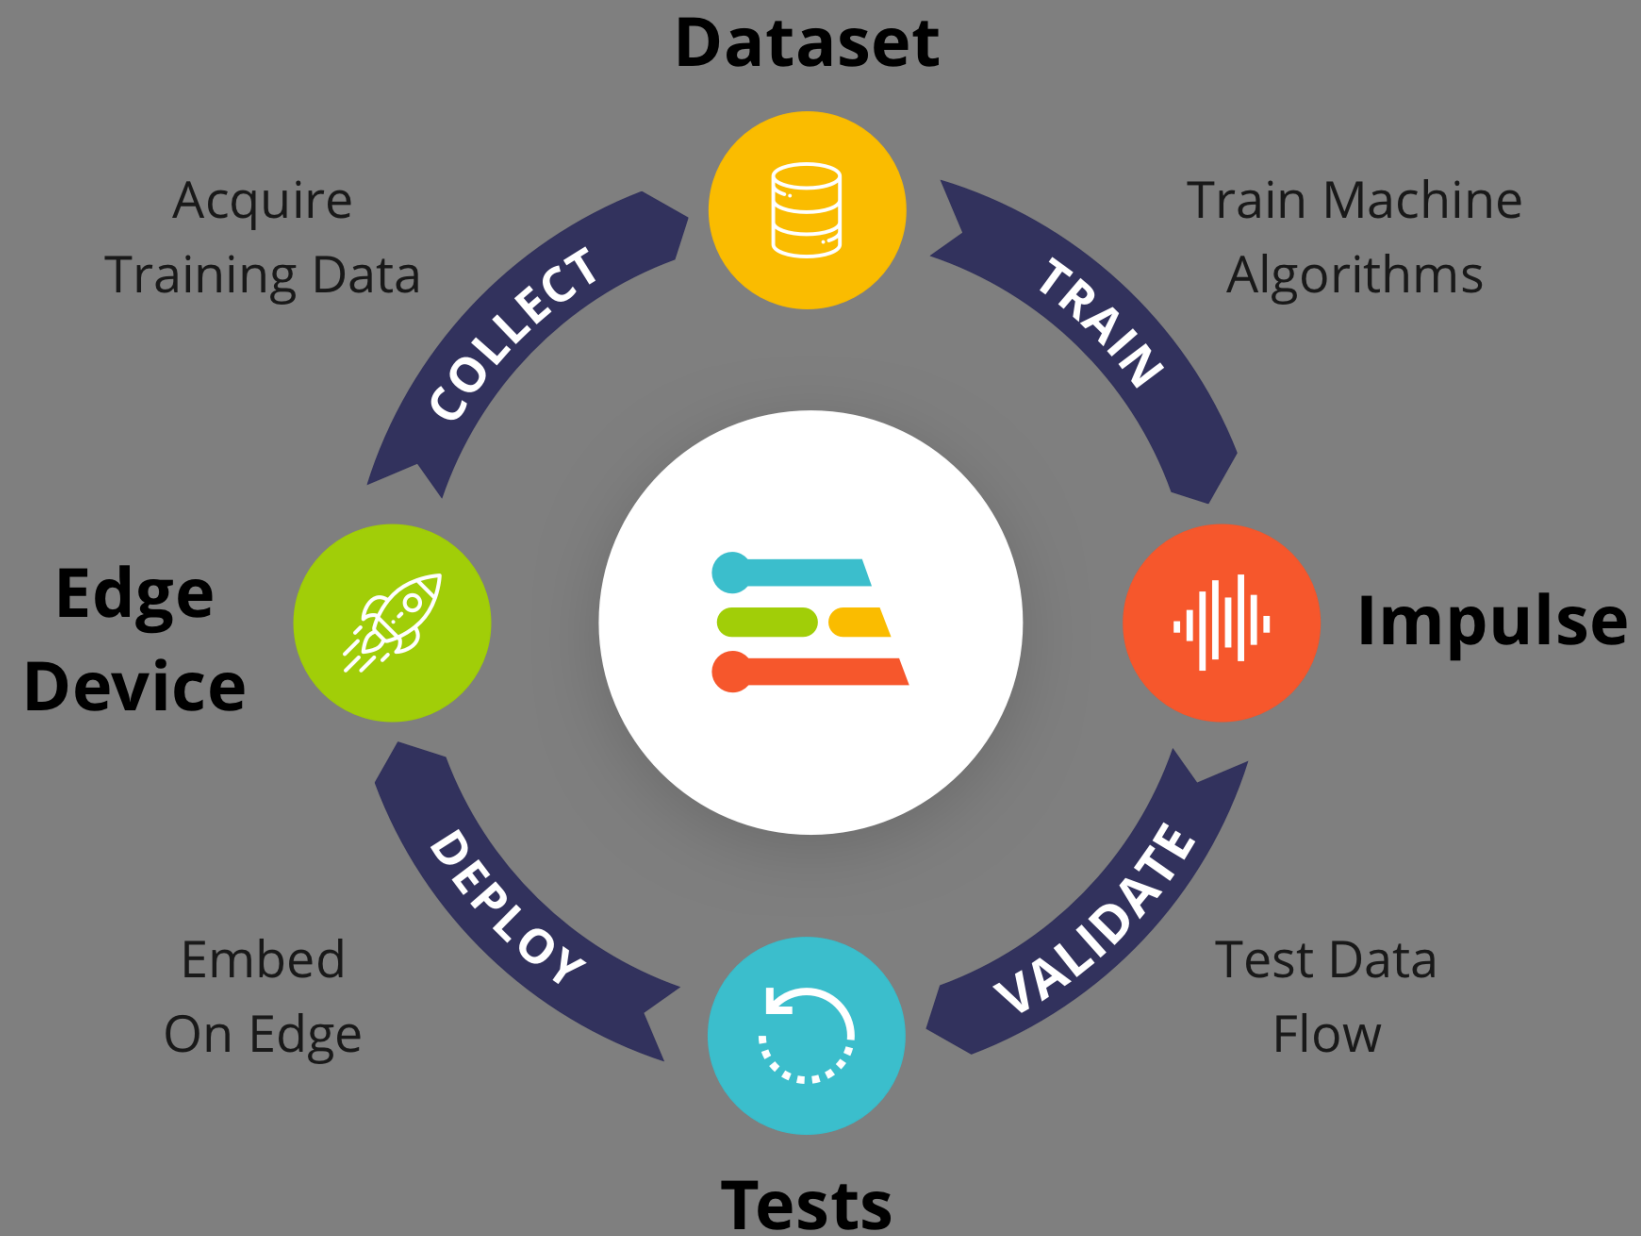 Dataset
Acquire
Training Data
COLLECT
TRAIN
Train Machine
Algorithms
Edge
Device
Impulse
DEPLOY
VALIDATE
Embed
On Edge
Test Data
Flow
Tests